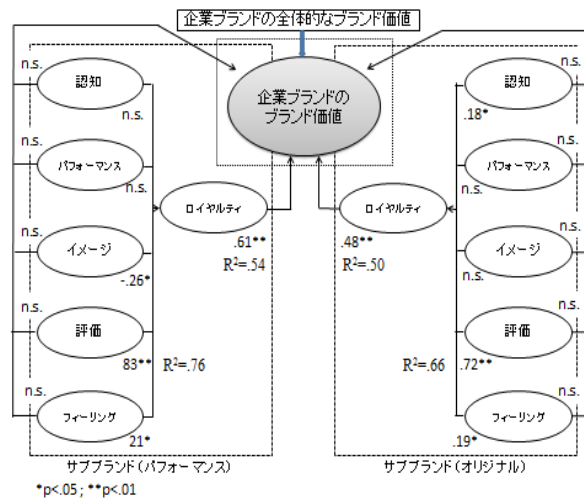 企業ブランドの全体的なブランド価値
企業ブランドの
ブランド価値
n.s.
認知
n.s.
n.s.
パフォーマンス
n.s.
n.s.
イメージ
-.26*
n.s.
評価
83**
n.s.
フィーリング
21*
R²=.76
ロイヤルティ
.61**
R²=.54
サブブランド(パフォーマンス)
ロイヤルティ
.48**
R²=.50
n.s.
認知
.18*
n.s.
パフォーマンス
n.s.
n.s.
イメージ
n.s.
n.s.
評価
R²=.66
.72**
n.s.
フィーリング
.19*
サブブランド(オリジナル)
*p<.05 ; **p<.01